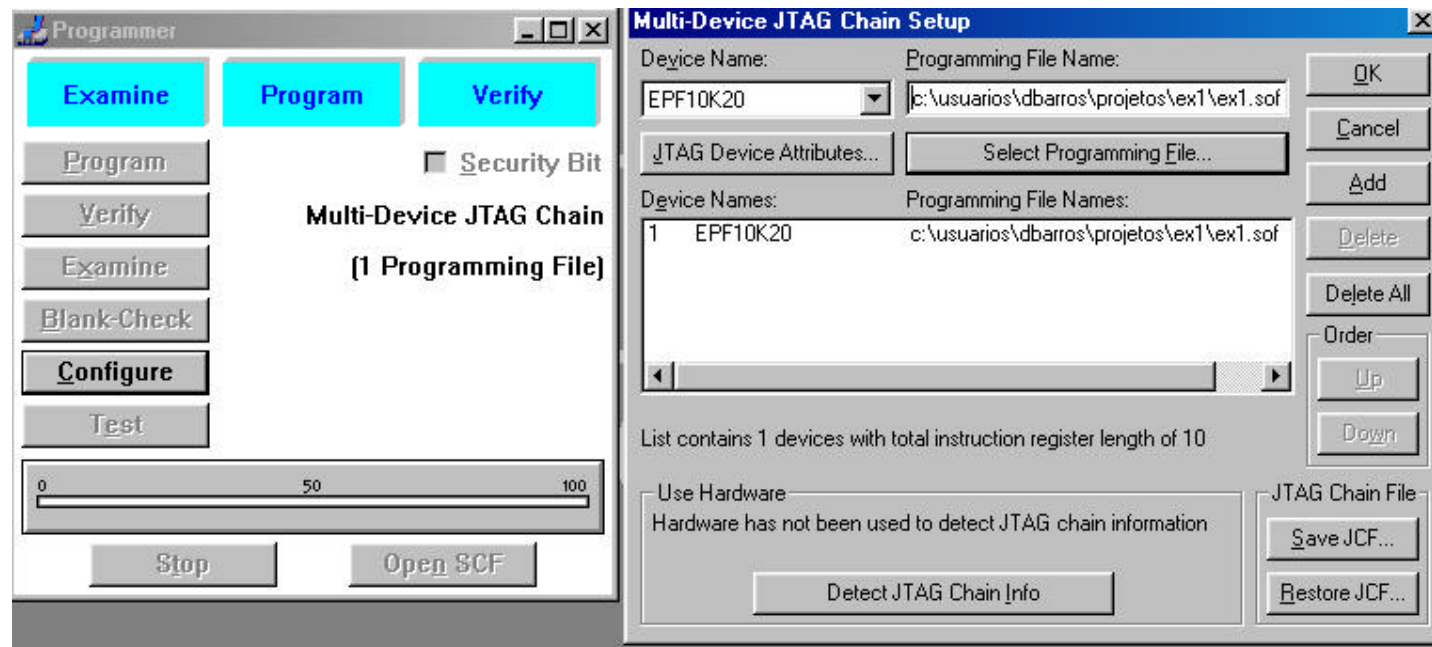 Programmer
Examine Program Verify
Program
Security Bit
Verify
Multi-Device JTAG Chain
Examine
(1 Programming File)
Blank-Check
Configure
Test
0 50 100
Stop Open SCF
Multi-Device JTAG Chain Setup
Device Name: Programming File Name:
EPF10K20 c:\usuarios\dbarros\projetos\ex1\ex1.sof
JTAG Device Attributes... Select Programming File...
Device Names: Programming File Names:
1 EPF10K20 c:\usuarios\dbarros\projetos\ex1\ex1.sof
List contains 1 devices with total instruction register length of 10
Use Hardware
Hardware has not been used to detect JTAG chain information
Detect JTAG Chain Info
OK
Cancel
Add
Delete
Delete All
Order
Up
Down
JTAG Chain File
Save JCF...
Restore JCF...